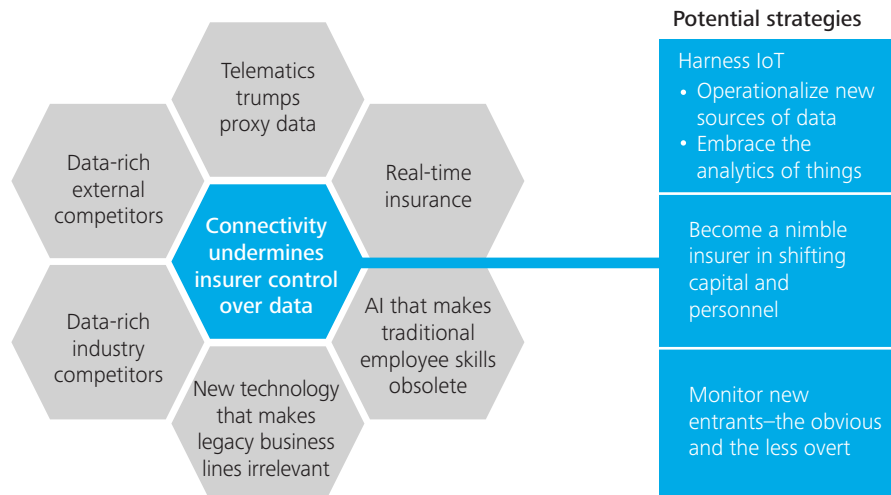 Potential strategies
Telematics
trumps
proxy data
Data-rich
external
competitors
Real-time
insurance
Connectivity
undermines
insurer control
over data
Data-rich
industry
competitors
AI that makes
traditional
employee skills
obsolete
New technology
that makes
legacy business
lines irrelevant
Harness IoT
• Operationalize new
sources of data
• Embrace the
analytics of things
Become a nimble
insurer in shifting
capital and
personnel
Monitor new
entrants–the obvious
and the less overt